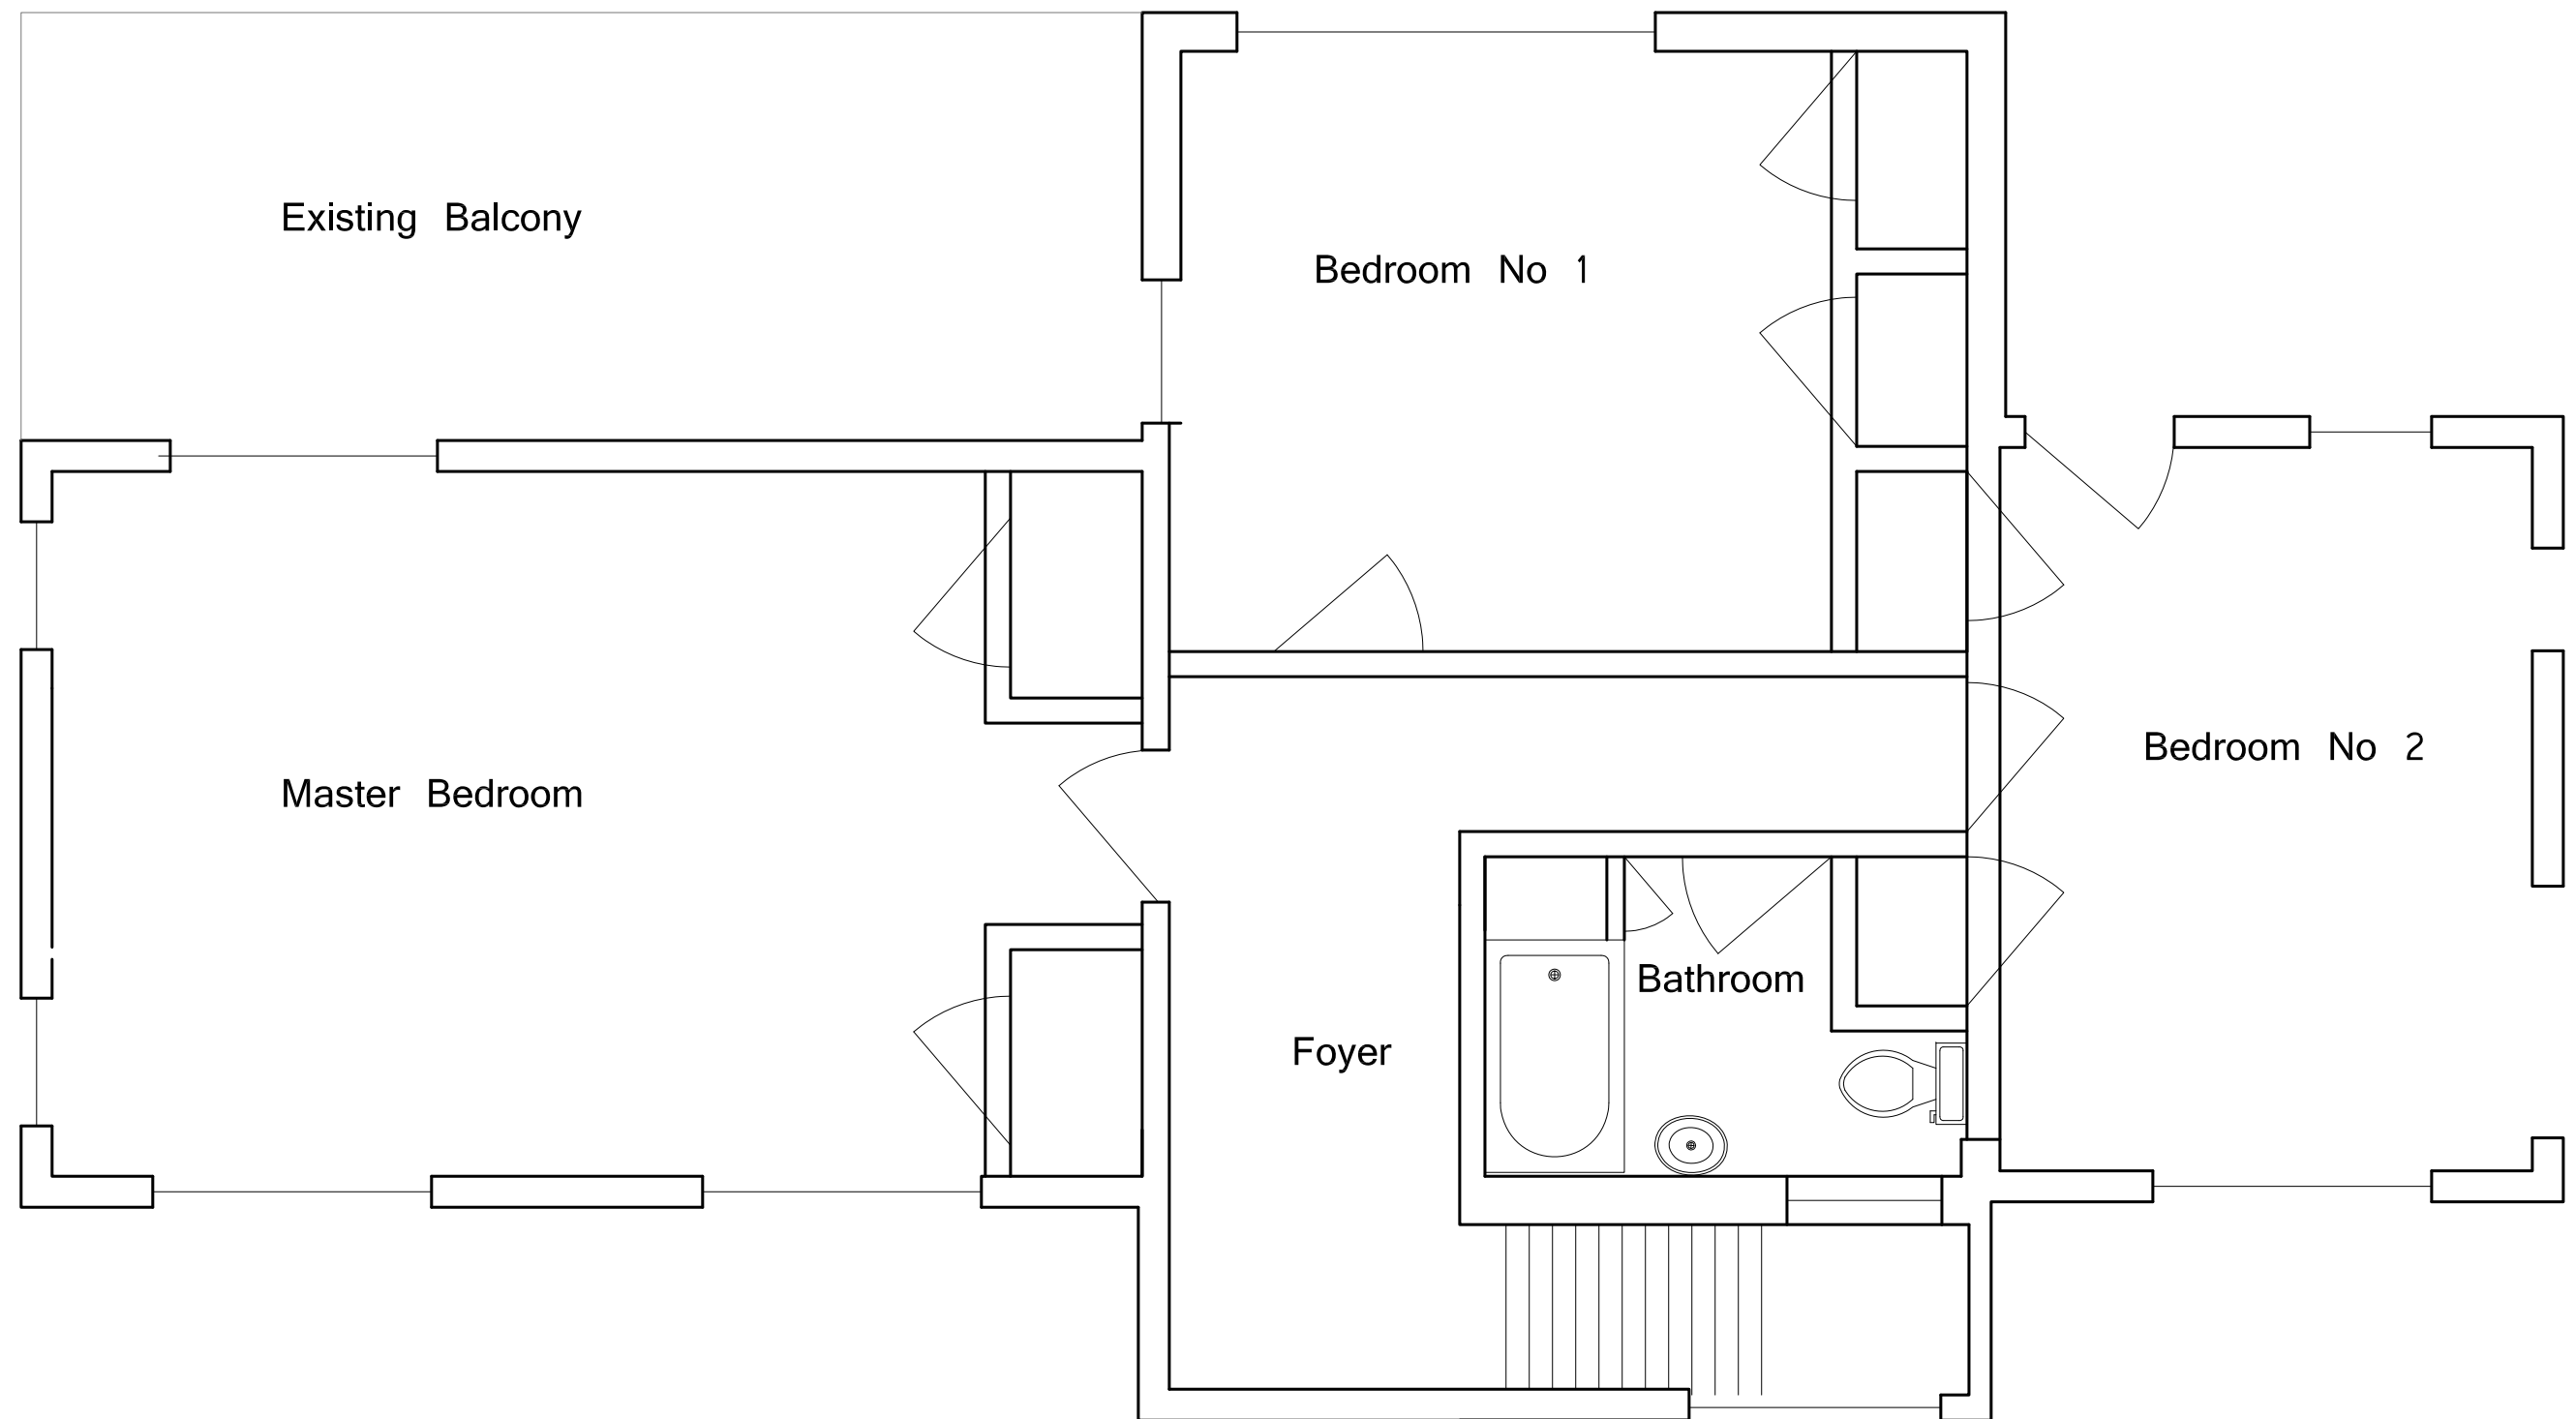 Existing Balcony
Bedroom No 1
Bedroom No 2
Master Bedroom
Bathroom
Foyer